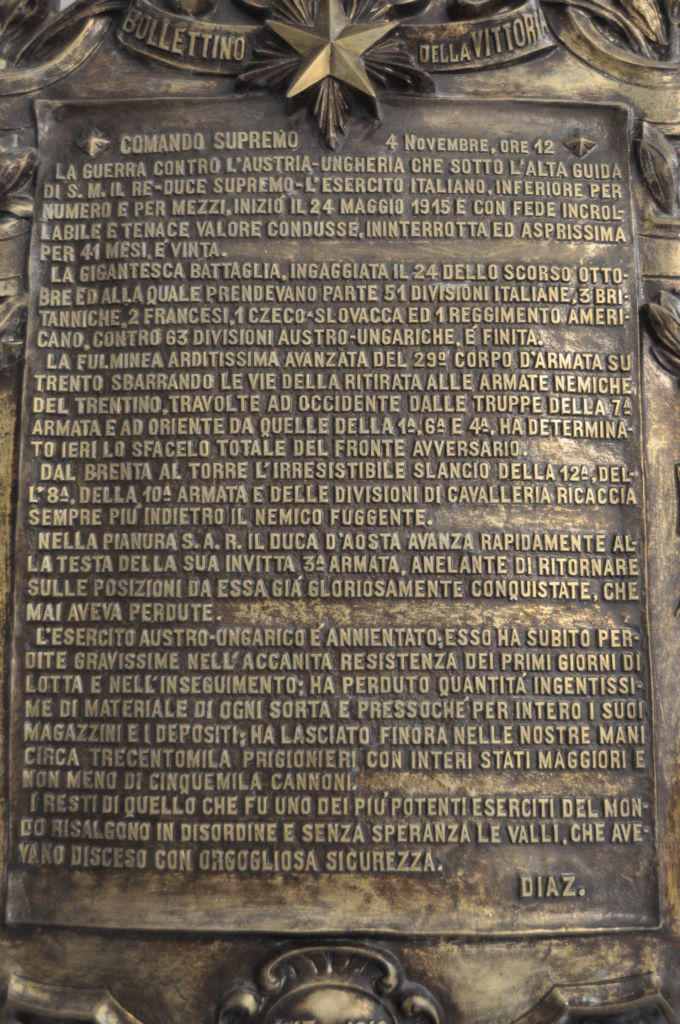 BOLLETTINO DELLA VITTORIA
COMANDO SUPREMO 4 NOVEMBRE, ORE 12
LA GUERRA CONTRO L'AUSTRIA-UNGHERIA CHE SOTTO L'ALTA GUIDA
DI S. M. IL RE-DUCE SUPREMO-L'ESERCITO ITALIANO, INFERIORE PER
NUMERO E PER MEZZI, INIZIO´ IL 24 MAGGIO 1915 E CON FEDE INCROL-
LABILE E TENACE VALORE CONDUSSE, ININTERROTTA ED ASPRISSIMA
PER 41 MESI, É VINTA.
LA GIGANTESCA BATTAGLIA, INGAGGIATA IL 24 DELLO SCORSO OTTO-
BRE ED ALLA QUALE PRENDEVANO PARTE 51 DIVISIONI ITALIANE, 3 BRI-
TANNICHE, 2 FRANCESI, 1 CZECO-SLOVACCA ED 1 REGGIMENTO AMERI-
CANO, CONTRO 63 DIVISIONI AUSTRO-UNGARICHE, É FINITA.
LA FULMINEA ARDITISSIMA AVANZATA DEL 29º CORPO D'ARMATA SU
TRENTO SBARRANDO LE VIE DELLA RITIRATA ALLE ARMATE NEMICHE
DEL TRENTINO, TRAVOLTE AD OCCIDENTE DALLE TRUPPE DELLA 7ª
ARMATA E AD ORIENTE DA QUELLE DELLA 1ª, 6ª E 4ª, HA DETERMINA-
TO IERI LO SFACELO TOTALE DEL FRONTE AVVERSARIO.
DAL BRENTA AL TORRE L'IRRESISTIBILE SLANCIO DELLA 12ª, DEL-
L'8ª, DELLA 10ª ARMATA E DELLE DIVISIONI DI CAVALLERIA RICACCIA
SEMPRE PIU´ INDIETRO IL NEMICO FUGGENTE.
NELLA PIANURA S. A. R. IL DUCA D'AOSTA AVANZA RAPIDAMENTE AL-
LA TESTA DELLA SUA INVITTA 3ª ARMATA, ANELANTE DI RITORNARE
SULLE POSIZIONI DA ESSA GIA´ GLORIOSAMENTE CONQUISTATE, CHE
MAI AVEVA PERDUTE.
L'ESERCITO AUSTRO-UNGARICO É ANNIENTATO; ESSO HA SUBITO PER-
DITE GRAVISSIME NELL'ACCANITA RESISTENZA DEI PRIMI GIORNI DI
LOTTA E NELL'INSEGUIMENTO; HA PERDUTO QUANTITA´ INGENTISSI-
ME DI MATERIALE DI OGNI SORTA E PRESSOCHE´ PER INTERO I SUOI
MAGAZZINI E I DEPOSITI; HA LASCIATO FINORA NELLE NOSTRE MANI
CIRCA TRECENTOMILA PRIGIONIERI CON INTERI STATI MAGGIORI E
NON MENO DI CINQUEMILA CANNONI.
I RESTI DI QUELLO CHE FU UNO DEI PIU´ POTENTI ESERCITI DEL MON-
DO RISALGONO IN DISORDINE E SENZA SPERANZA LE VALLI, CHE AVE-
VANO DISCESO CON ORGOGLIOSA SICUREZZA.
DIAZ.